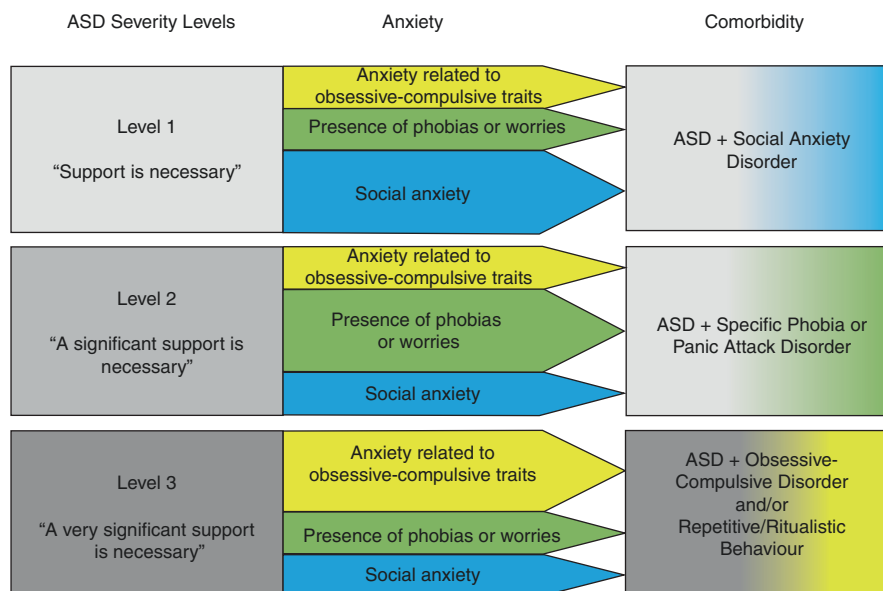 ASD Severity Levels
Anxiety
Comorbidity
Level 1
“Support is necessary”
Anxiety related to
obsessive-compulsive traits
Presence of phobias or worries
Social anxiety
ASD + Social Anxiety
Disorder
Level 2
“A significant support is
necessary”
Anxiety related to
obsessive-compulsive traits
Presence of phobias
or worries
Social anxiety
ASD + Specific Phobia or
Panic Attack Disorder
Level 3
“A very significant support
is necessary”
Anxiety related to
obsessive-compulsive traits
Presence of phobias or worries
Social anxiety
ASD + Obsessive-
Compulsive Disorder
and/or
Repetitive/Ritualistic
Behaviour